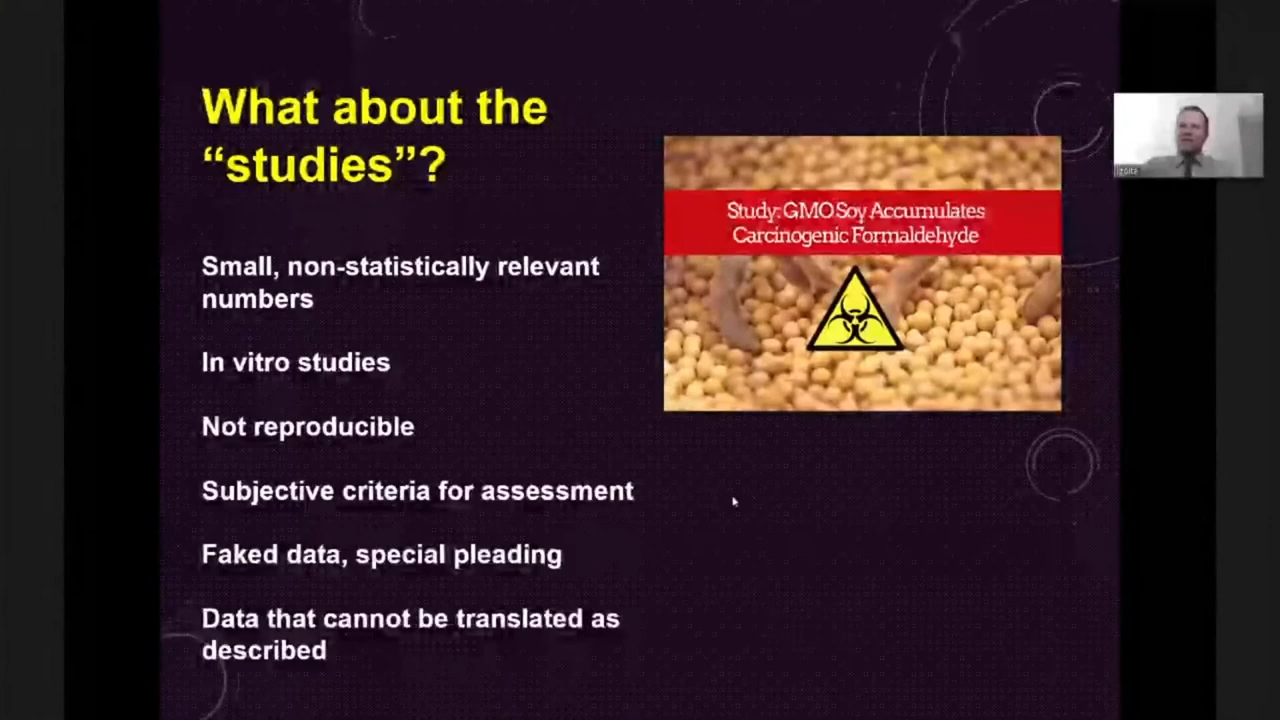 What about the
“studies”?
Small, non-statistically relevant
numbers
In vitro studies
Not reproducible
Subjective criteria for assessment
Faked data, special pleading
Data that cannot be translated as
described
Study: GMO Soy Accumulates
Carcinogenic Formaldehyde